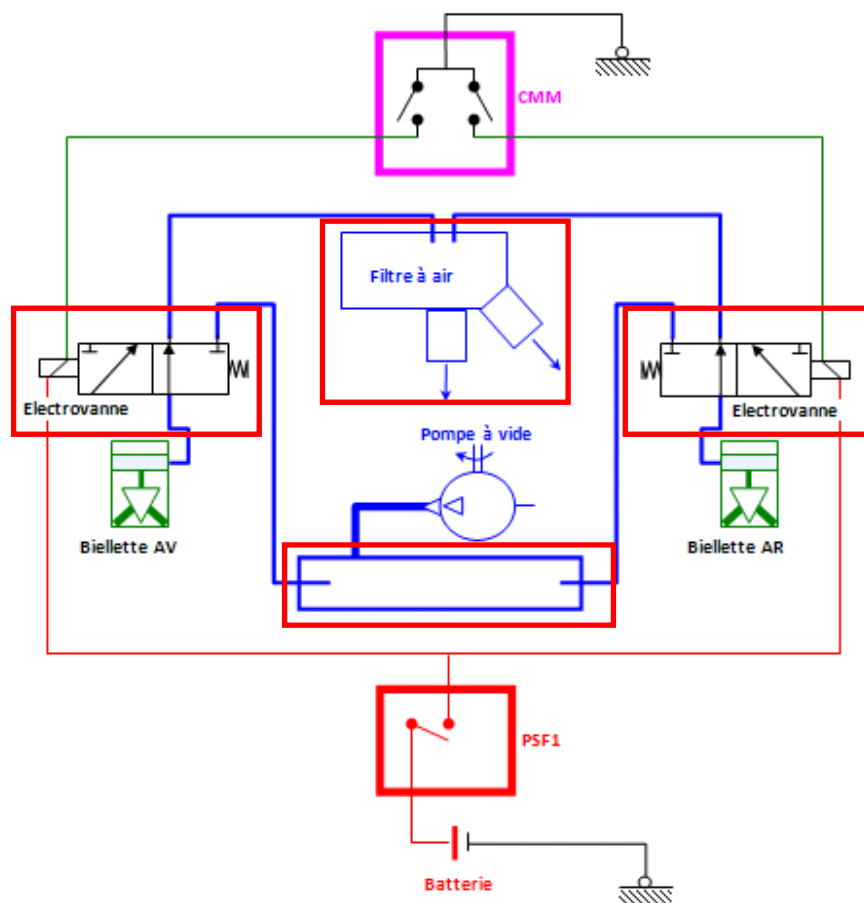 CMM
Filtre à air
Electrovanne
Electrovanne
Pompe à vide
Biellette AV
Biellette AR
PSF1
Batterie